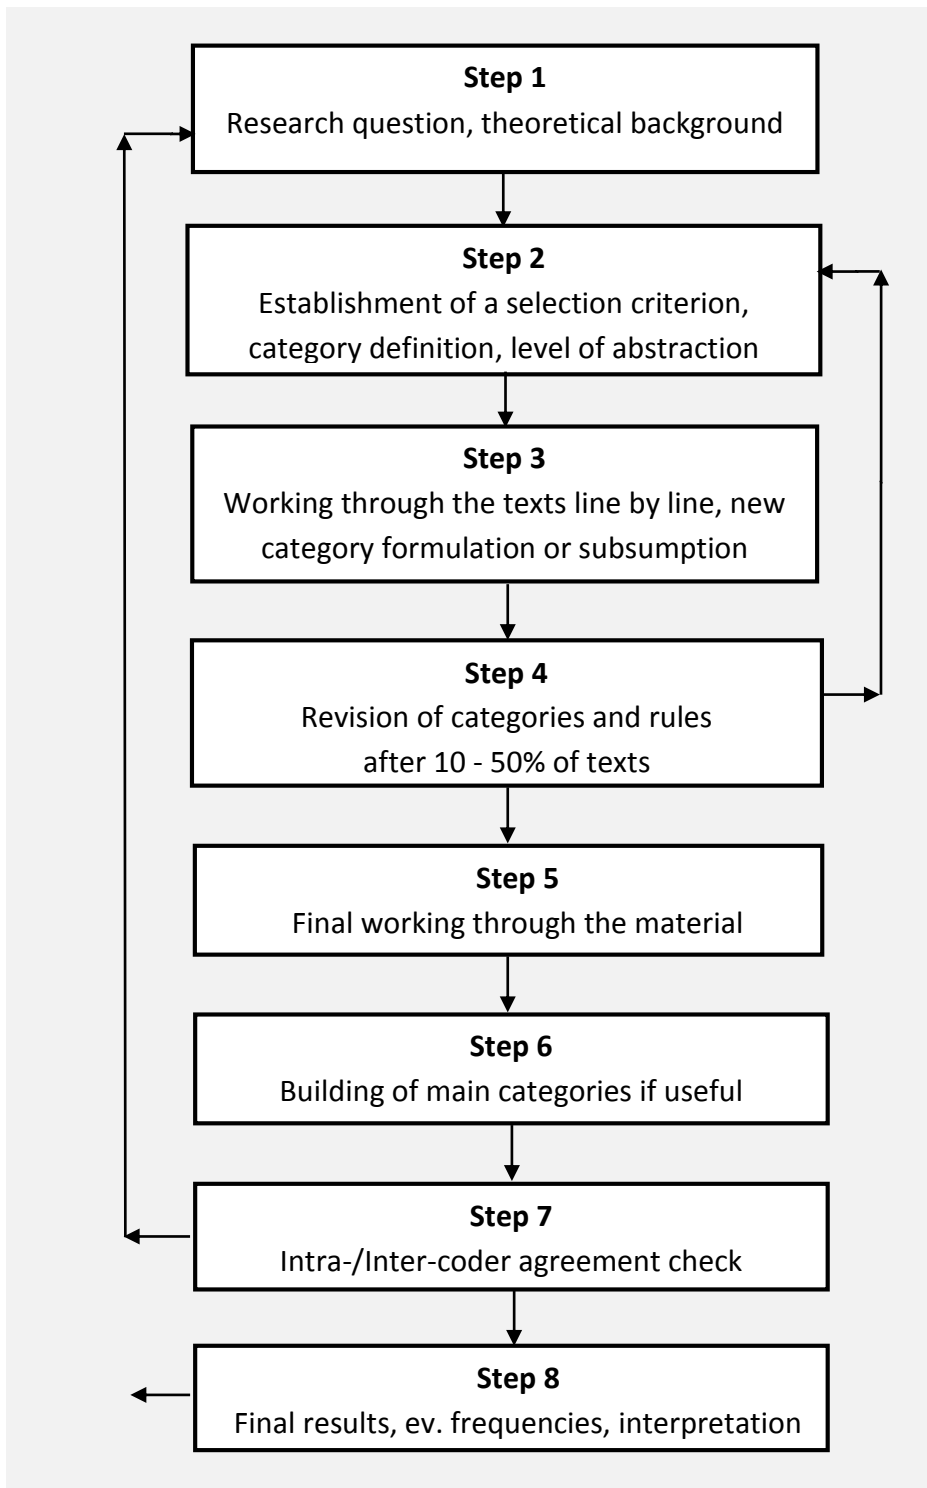 Step 1
Research question, theoretical background
Step 2
Establishment of a selection criterion,
category definition, level of abstraction
Step 3
Working through the texts line by line, new
category formulation or subsumption
Step 4
Revision of categories and rules
after 10 - 50% of texts
Step 5
Final working through the material
Step 6
Building of main categories if useful
Step 7
Intra-/Inter-coder agreement check
Step 8
Final results, ev. frequencies, interpretation